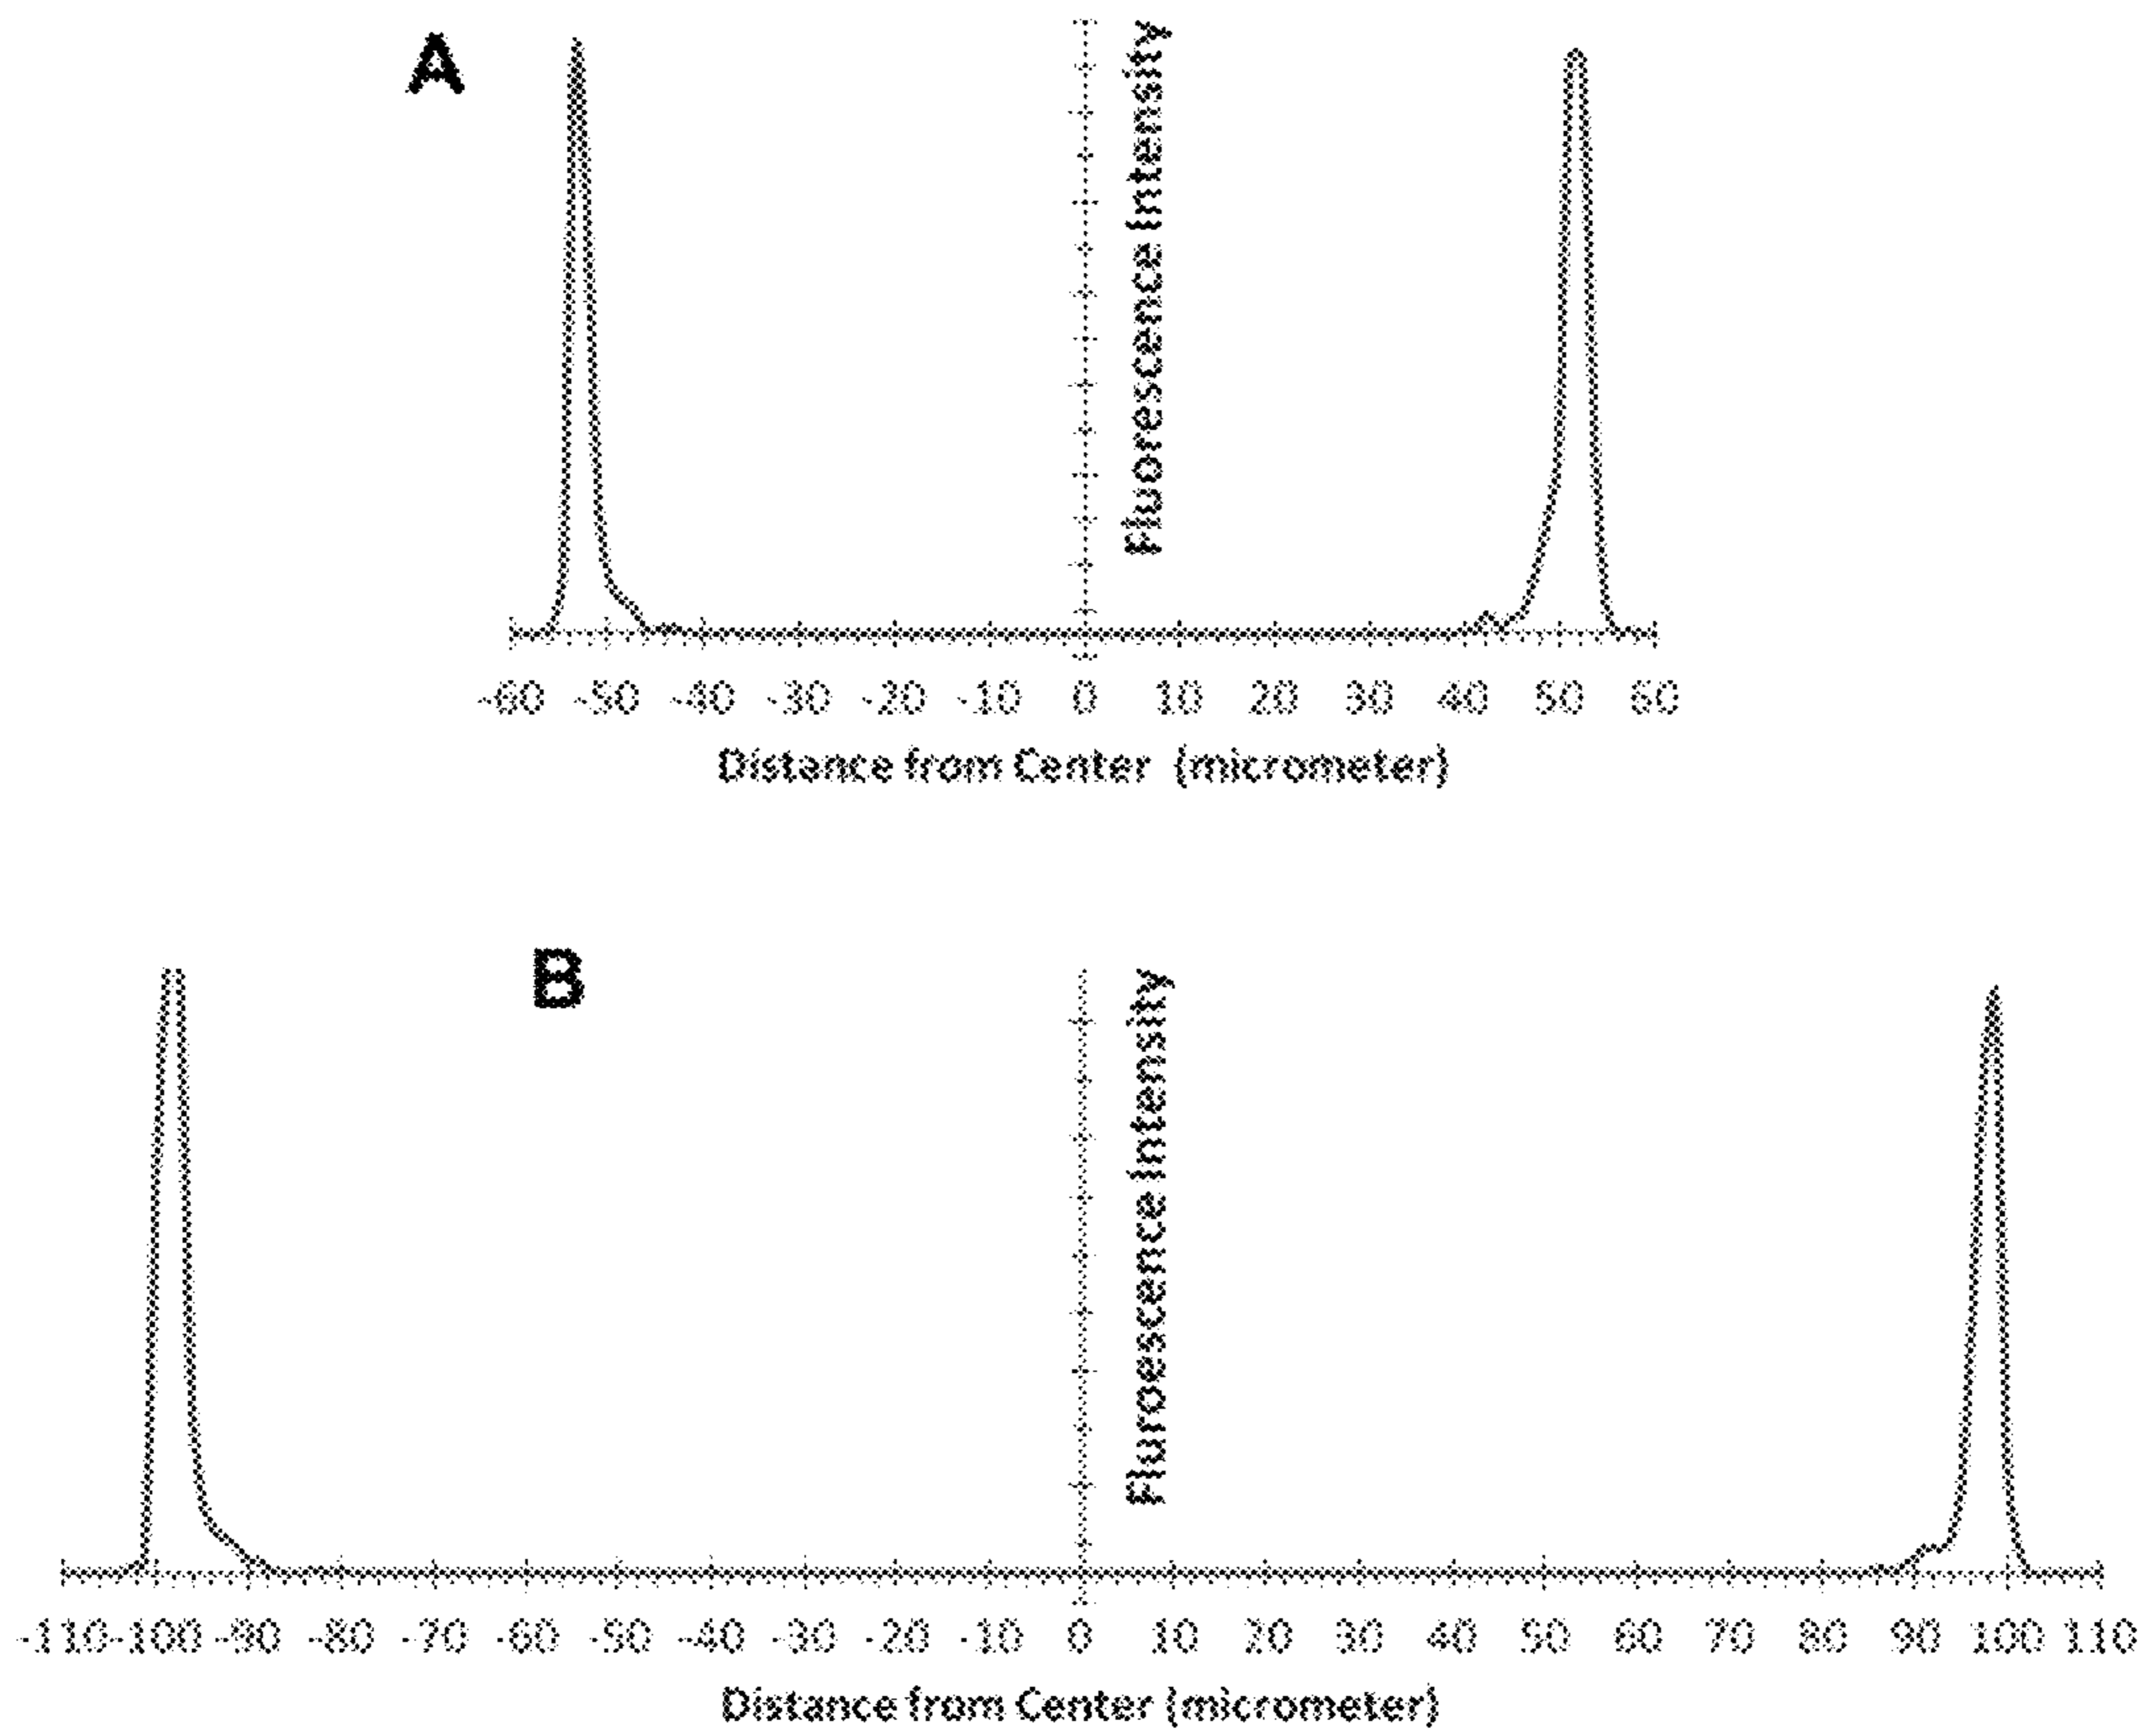 A
Fluorescence Intensity
-60 -50 -40 -30 -20 -10 0 10 20 30 40 50 60
Distance from Center (micrometer)
B
Fluroescence Intensity
-110 -100 -90 -80 -70 -60 -50 -40 -30 -20 -10 0 10 20 30 40 50 60 70 80 90 100 110
Distance from Center (micrometer)